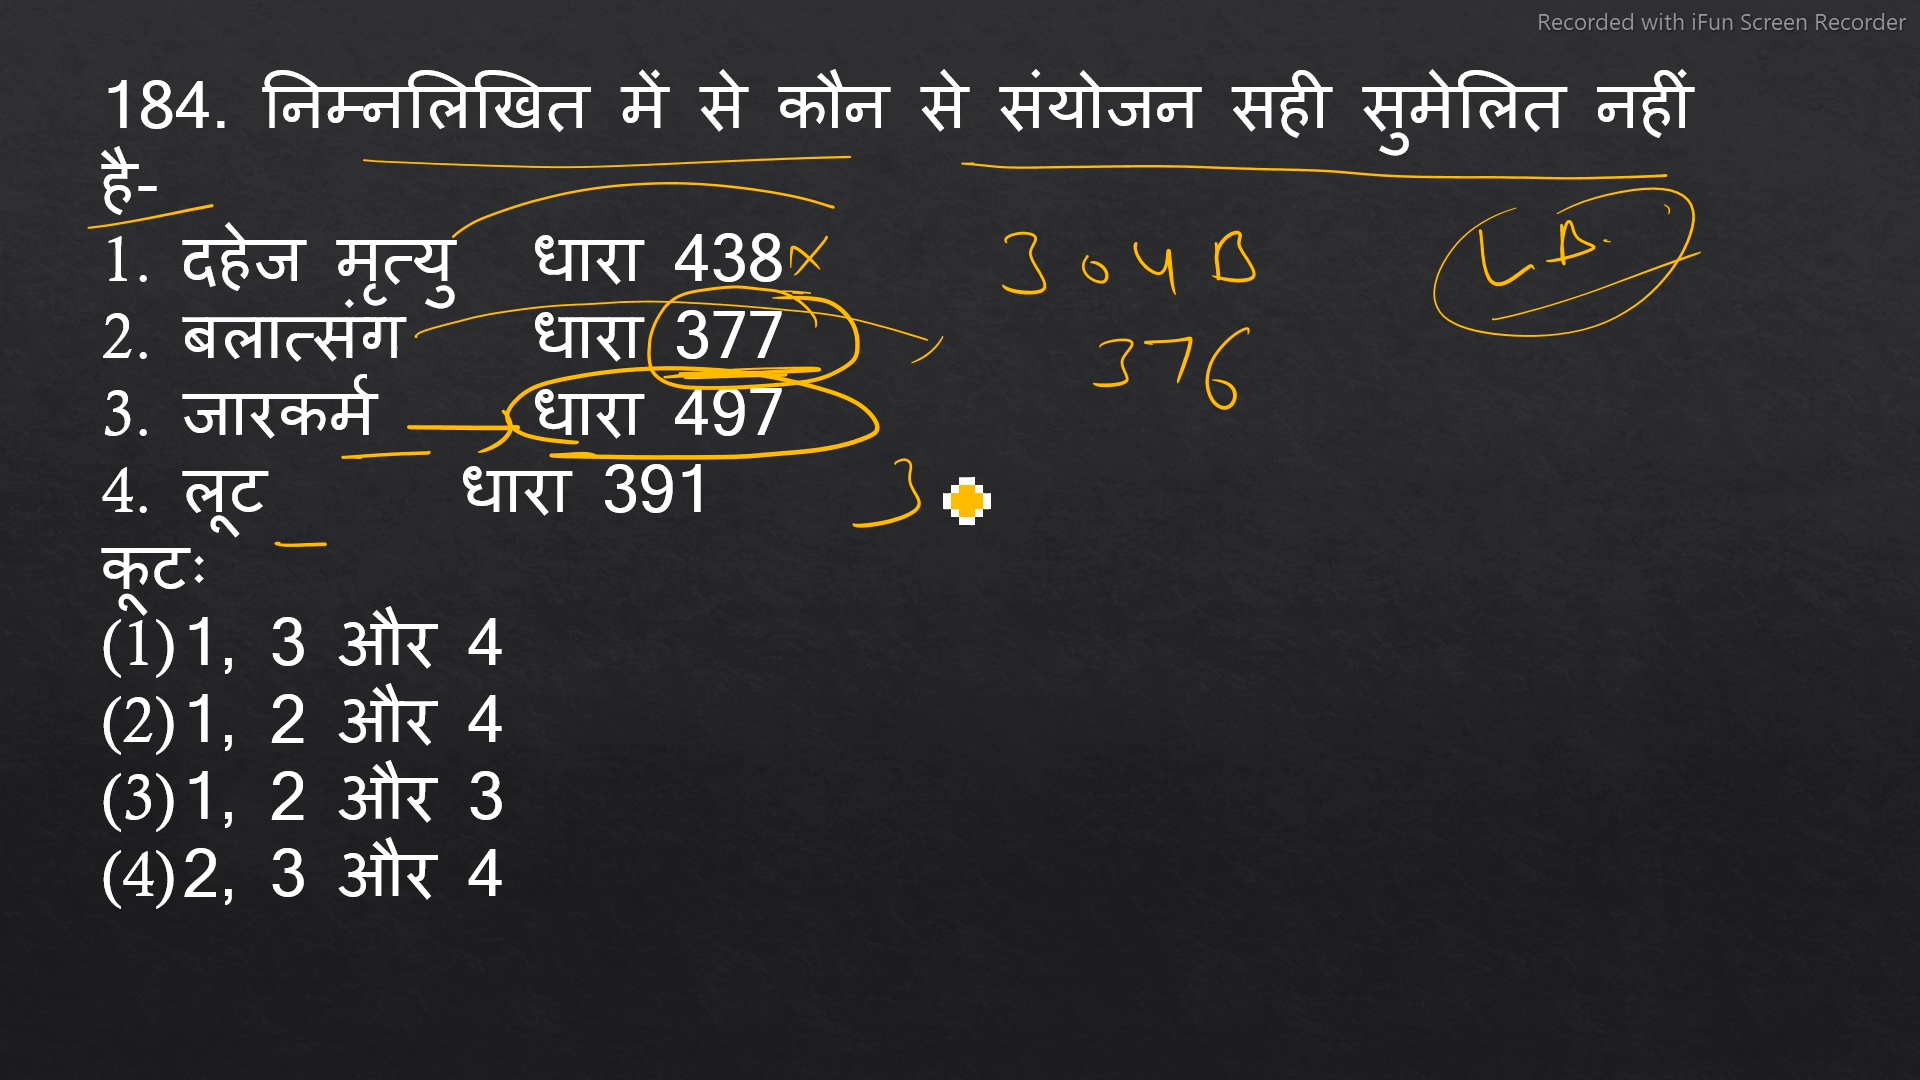 Recorded with iFun Screen Recorder
184. निम्नलिखित में से कौन से संयोजन सही सुमेलित नहीं
है-
1. दहेज मृत्यु धारा 438 x 304B
2. बलात्संग धारा 377 376
3. जारकर्म धारा 497
4. लूट धारा 391 3
कूटः
(1) 1, 3 और 4
(2) 1, 2 और 4
(3) 1, 2 और 3
(4) 2, 3 और 4